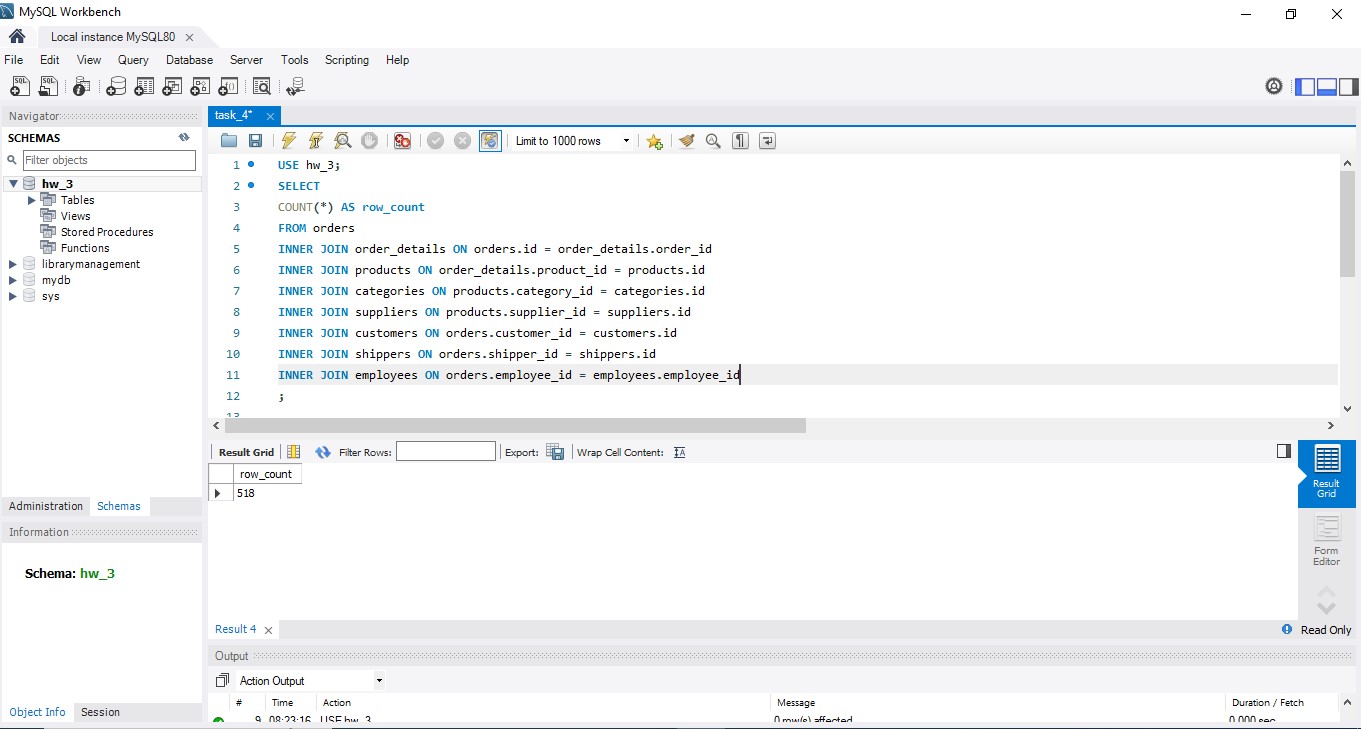 MySQL Workbench
Local instance MySQL80
File Edit View Query Database Server Tools Scripting Help
Navigator
SCHEMAS
Filter objects
hw_3
Tables
Views
Stored Procedures
Functions
librarymanagement
mydb
sys
Administration Schemas
Information
Schema: hw_3
Object Info Session
task_4*
Limit to 1000 rows
1 USE hw_3;
2 SELECT
3 COUNT(*) AS row_count
4 FROM orders
5 INNER JOIN order_details ON orders.id = order_details.order_id
6 INNER JOIN products ON order_details.product_id = products.id
7 INNER JOIN categories ON products.category_id = categories.id
8 INNER JOIN suppliers ON products.supplier_id = suppliers.id
9 INNER JOIN customers ON orders.customer_id = customers.id
10 INNER JOIN shippers ON orders.shipper_id = shippers.id
11 INNER JOIN employees ON orders.employee_id = employees.employee_id
12 ;
13
Result Grid Filter Rows: Export: Wrap Cell Content:
row_count
518
Result Grid
Form Editor
Result 4
Read Only
Output
Action Output
# Time Action Message Duration / Fetch
9 08:23:16 USE hw_3 0 row(s) affected 0.000 sec